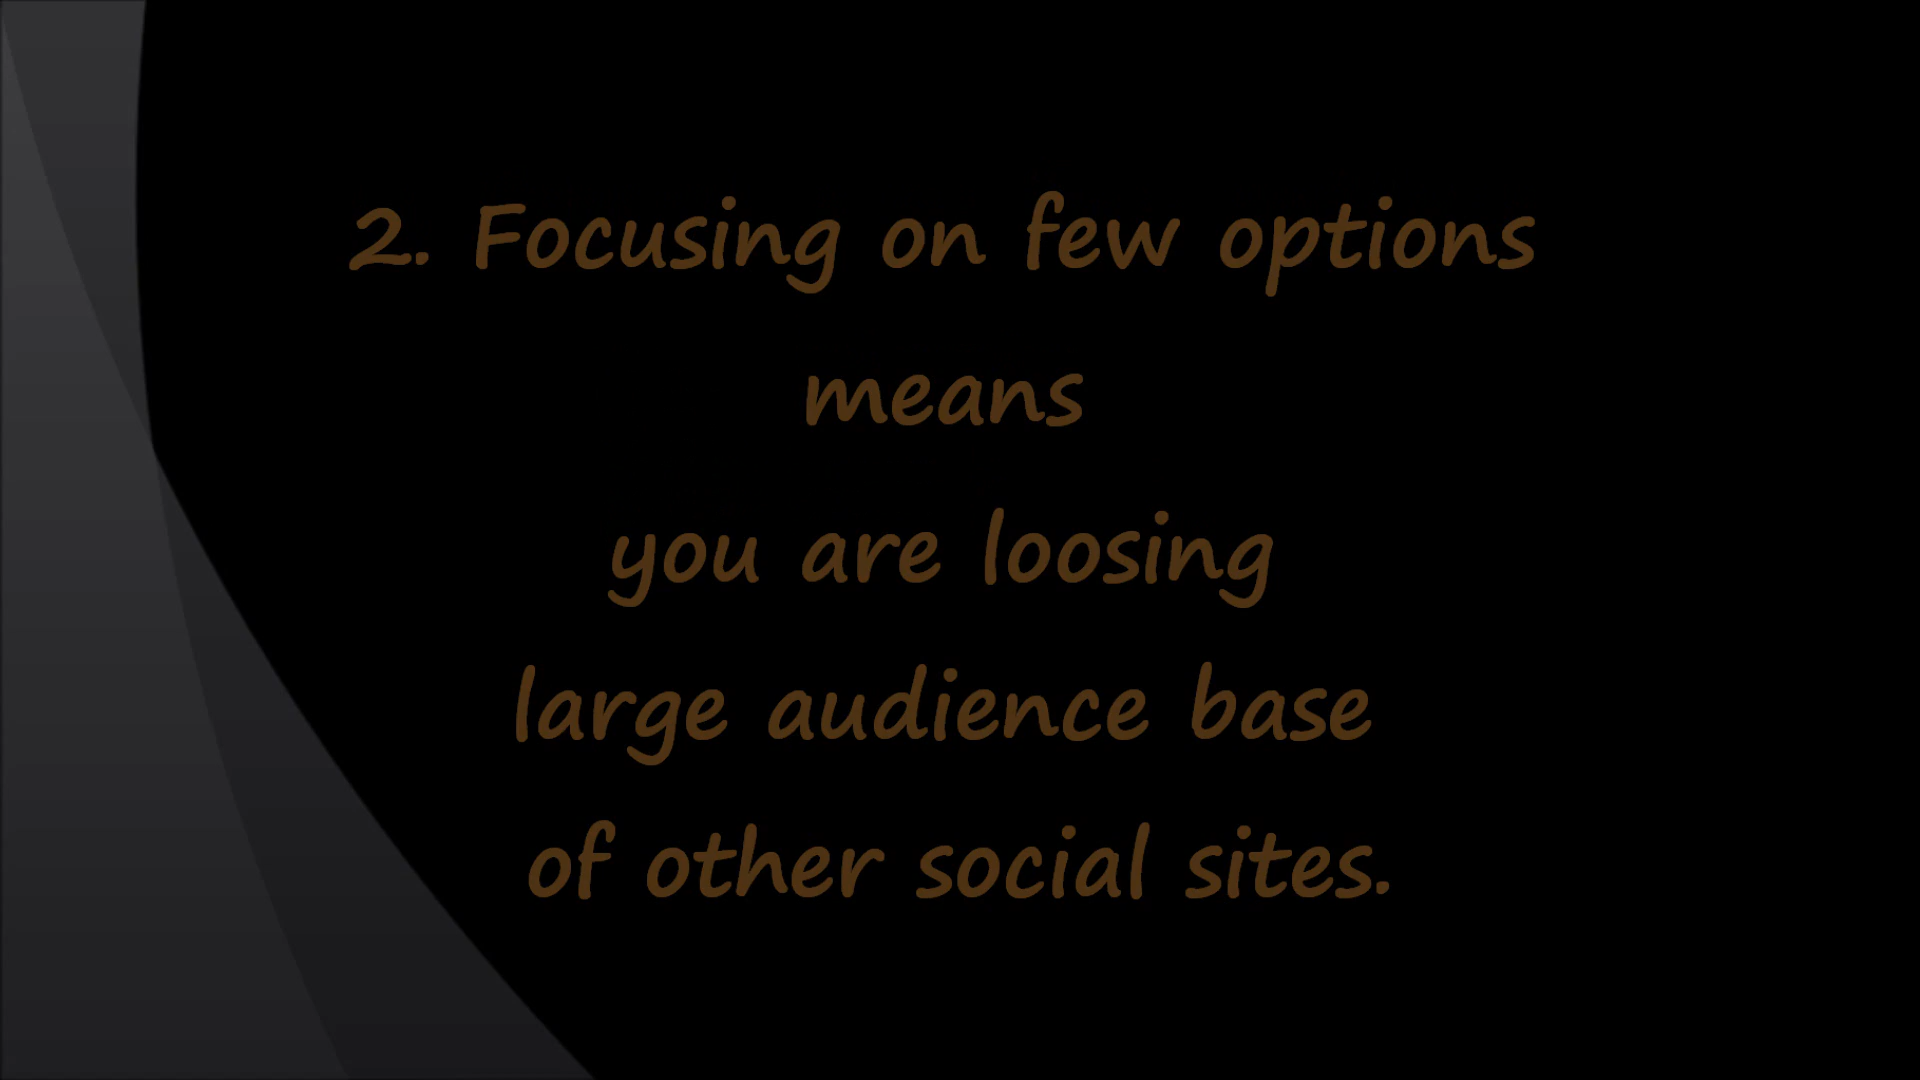 2. Focusing on few options
means
you are loosing
large audience base
of other social sites.